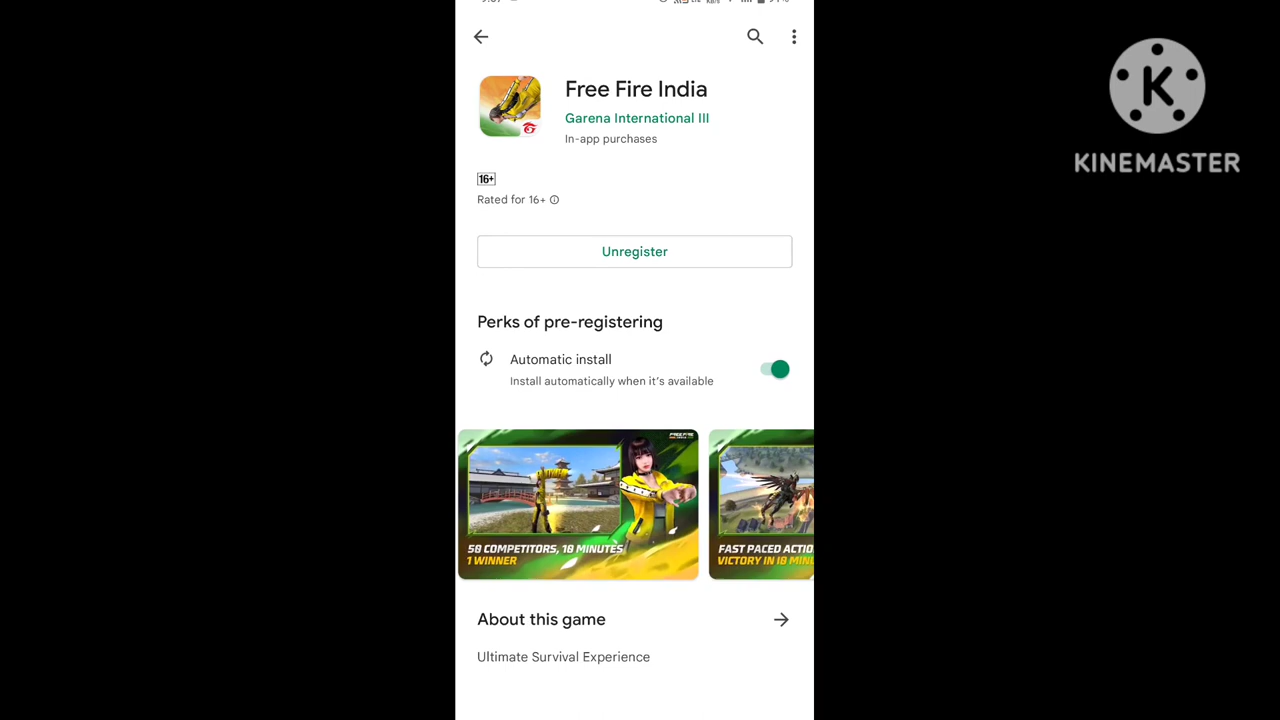 Free Fire India
Garena International III
In-app purchases
16+
Rated for 16+
Unregister
Perks of pre-registering
Automatic install
Install automatically when it's available
FREE FIRE
50 COMPETITORS, 10 MINUTES
1 WINNER
FAST PACED ACTIO
VICTORY IN 10 MIN
About this game
Ultimate Survival Experience
K
KINEMASTER